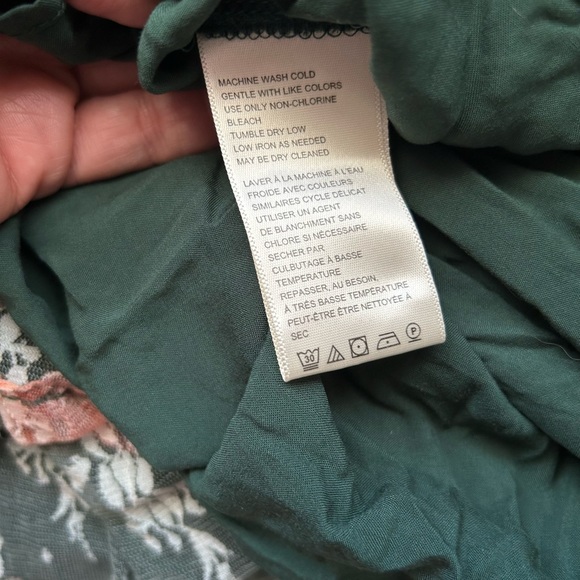 MACHINE WASH COLD
GENTLE WITH LIKE COLORS
USE ONLY NON-CHLORINE
BLEACH
TUMBLE DRY LOW
LOW IRON AS NEEDED
MAY BE DRY CLEANED
LAVER À LA MACHINE À L'EAU
FROIDE AVEC COULEURS
SIMILAIRES CYCLE DÉLICAT
UTILISER UN AGENT
DE BLANCHIMENT SANS
CHLORE SI NÉCESSAIRE
SECHER PAR
CULBUTAGE À BASSE
TEMPÉRATURE
REPASSER, AU BESOIN,
À TRÈS BASSE TEMPÉRATURE
PEUT-ÊTRE ÊTRE NETTOYÉE À
SEC
30 P